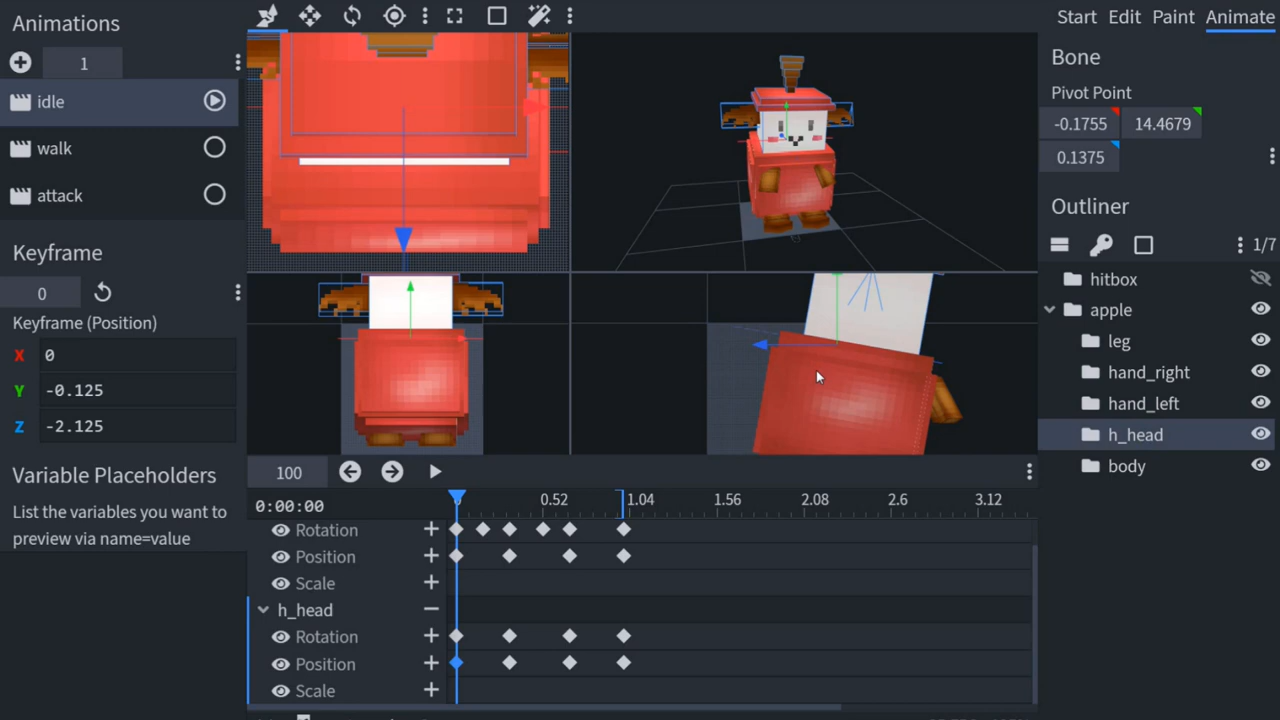 Animations
1
idle
walk
attack
Keyframe
0
Keyframe (Position)
X 0
Y -0.125
Z -2.125
Variable Placeholders
List the variables you want to
preview via name=value
Start Edit Paint Animate
Bone
Pivot Point
-0.1755 14.4679
0.1375
Outliner
1/7
hitbox
apple
leg
hand_right
hand_left
h_head
body
100
0:00:00
0.52 1.04 1.56 2.08 2.6 3.12
Rotation
Position
Scale
h_head
Rotation
Position
Scale